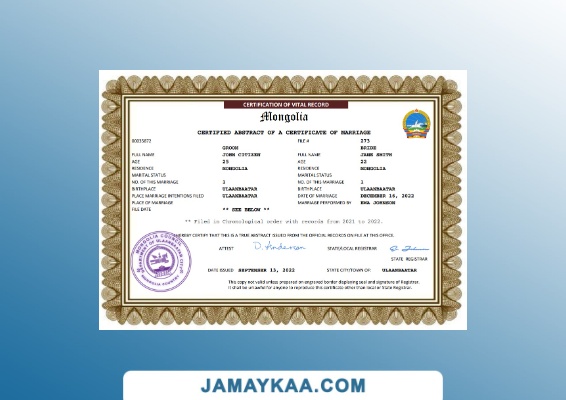 CERTIFICATION OF VITAL RECORD
Mongolia
CERTIFIED ABSTRACT OF A CERTIFICATE OF MARRIAGE
00035672 FILE # 273
GROOM BRIDE
FULL NAME JOHN CITIZEN FULL NAME JANE SMITH
AGE 25 AGE 22
RESIDENCE MONGOLIA RESIDENCE MONGOLIA
MARITAL STATUS MARITAL STATUS
NO. OF THIS MARRIAGE NO. OF THIS MARRIAGE
BIRTHPLACE ULAANBAATAR BIRTHPLACE ULAANBAATAR
PLACE MARRIAGE INTENTIONS FILED ULAANBAATAR DATE OF MARRIAGE DECEMBER 16, 2022
PLACE OF MARRIAGE MARRIAGE PERFORMED BY EMA JOHNSON
FILE DATE ** SEE BELOW **
** Filed in Chronological order with records from 2021 to 2022.
I HEREBY CERTIFY THAT THIS IS A TRUE ABSTRACT ISSUED FROM THE OFFICIAL RECORDS ON FILE AT THIS OFFICE.
ATTEST D. Anderson STATE/LOCAL REGISTRAR
STATE REGISTRAR
DATE ISSUED SEPTEMBER 13, 2022 STATE CITY/TOWN OF ULAANBAATAR
This copy not valid unless prepared on engraved border displaying seal and signature of Registrar.
It shall be unlawful for anyone to reproduce this certificate other than local or State Registrar.
JAMAYKAA.COM